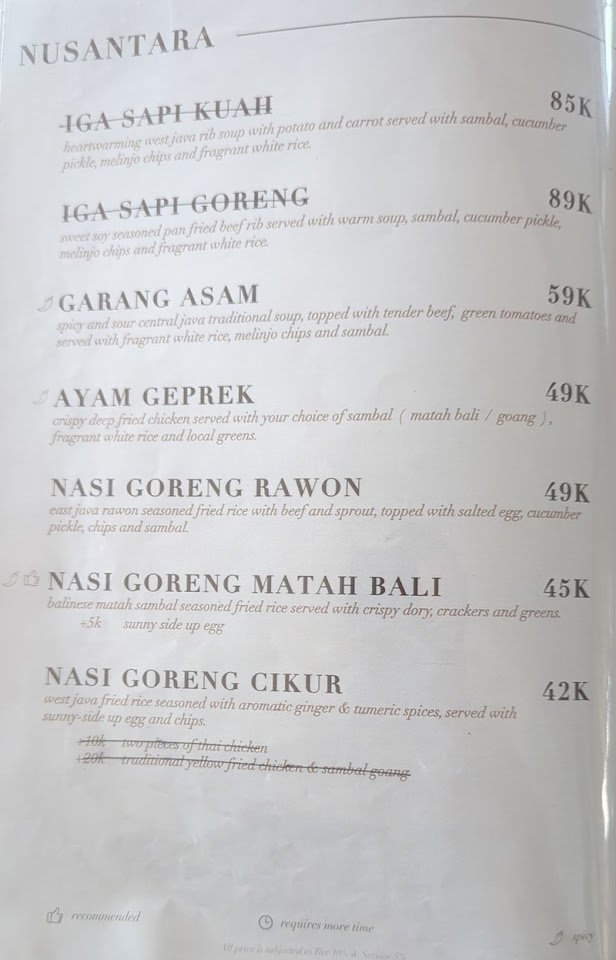 NUSANTARA
IGA SAPI KUAH 85K
heartwarming west java rib soup with potato and carrot served with sambal, cucumber
pickle, melinjo chips and fragrant white rice.
IGA SAPI GORENG 89K
sweet soy seasoned pan fried beef rib served with warm soup, sambal, cucumber pickle,
melinjo chips and fragrant white rice.
GARANG ASAM 59K
spicy and sour central java traditional soup, topped with tender beef, green tomatoes and
served with fragrant white rice, melinjo chips and sambal.
AYAM GEPREK 49K
crispy deep fried chicken served with your choice of sambal ( matah bali / goang ),
fragrant white rice and local greens.
NASI GORENG RAWON 49K
east java rawon seasoned fried rice with beef and sprout, topped with salted egg, cucumber
pickle, chips and sambal.
NASI GORENG MATAH BALI 45K
balinese matah sambal seasoned fried rice served with crispy dory, crackers and greens.
+5k sunny side up egg
NASI GORENG CIKUR 42K
west java fried rice seasoned with aromatic ginger & tumeric spices, served with
sunny-side up egg and chips.
+10k two pieces of thai chicken
+20k traditional yellow fried chicken & sambal goang
recommended
requires more time
spicy
All price is subjected to Tax 10% &